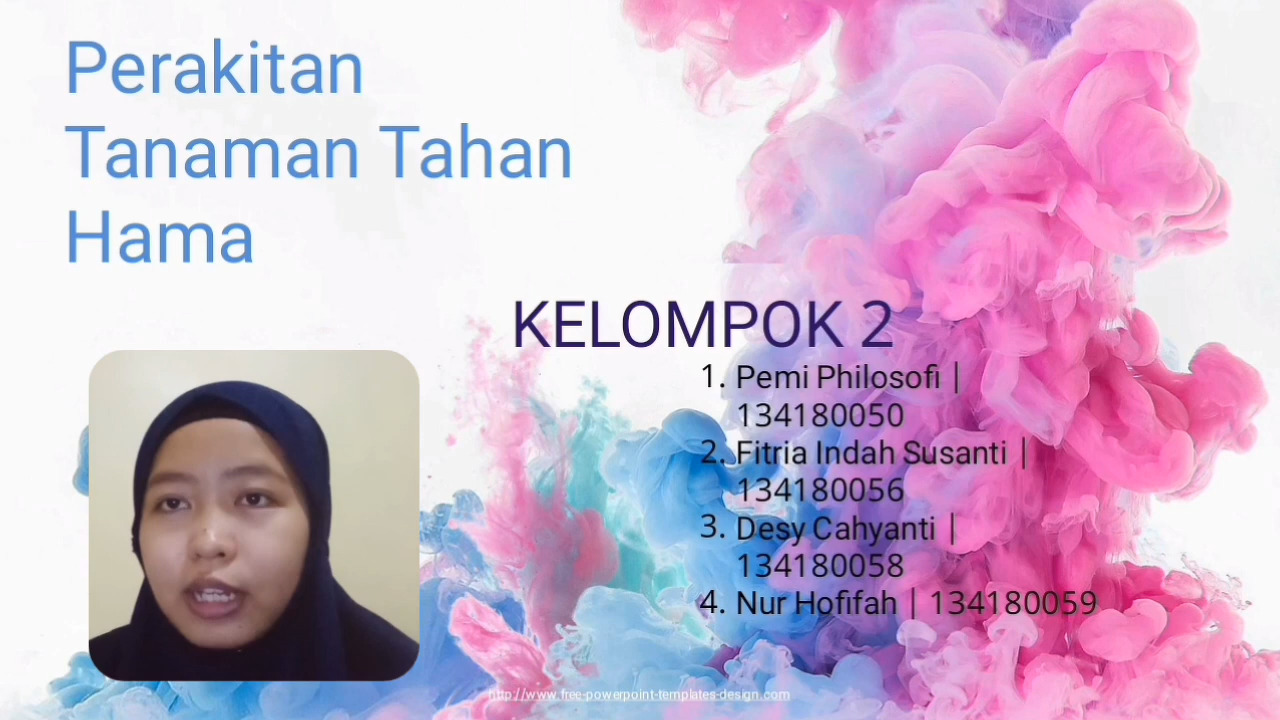 Perakitan
Tanaman Tahan
Hama
KELOMPOK 2
1. Pemi Philosofi |
134180050
2. Fitria Indah Susanti |
134180056
3. Desy Cahyanti |
134180058
4. Nur Hofifah | 134180059
http://www.free-powerpoint-templates-design.com